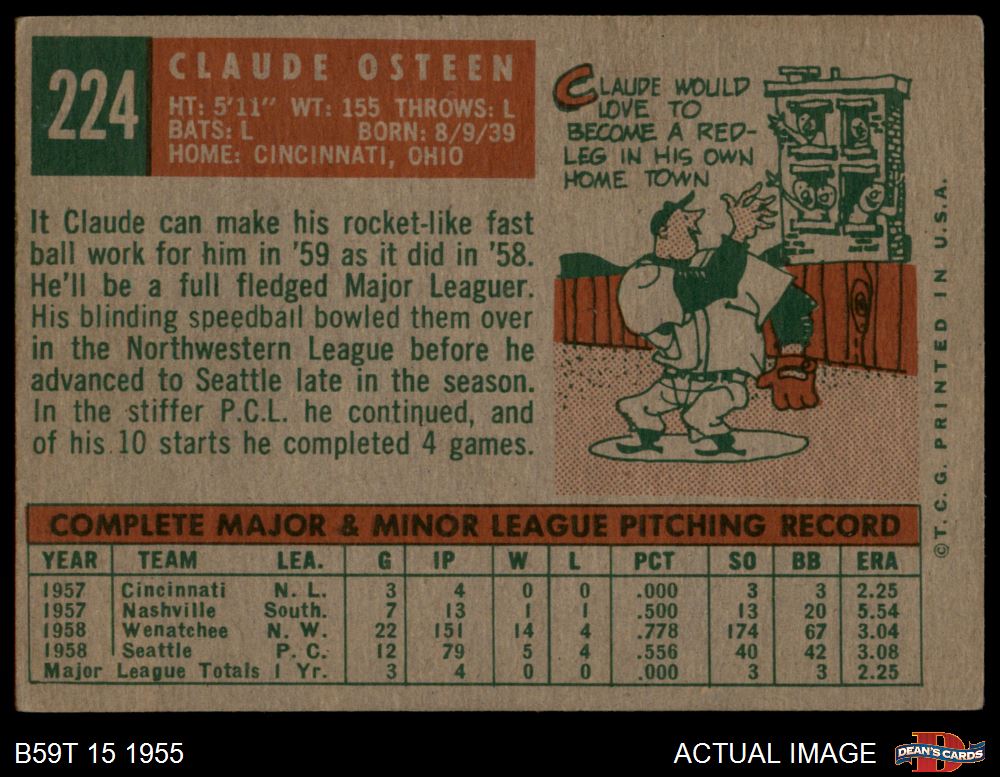 224
CLAUDE OSTEEN
HT: 5'11" WT: 155 THROWS: L
BATS: L BORN: 8/9/39
HOME: CINCINNATI, OHIO
It Claude can make his rocket-like fast
ball work for him in '59 as it did in '58.
He'll be a full fledged Major Leaguer.
His blinding speedball bowled them over
in the Northwestern League before he
advanced to Seattle late in the season.
In the stiffer P.C.L. he continued, and
of his 10 starts he completed 4 games.
CLAUDE WOULD
LOVE TO
BECOME A RED-
LEG IN HIS OWN
HOME TOWN
©T.C.G. PRINTED IN U.S.A.
COMPLETE MAJOR & MINOR LEAGUE PITCHING RECORD
YEAR TEAM LEA. G IP W L PCT SO BB ERA
1957 Cincinnati N. L. 3 4 0 0 .000 3 3 2.25
1957 Nashville South. 7 13 1 1 .500 13 20 5.54
1958 Wenatchee N. W. 22 151 14 4 .778 174 67 3.04
1958 Seattle P. C. 12 79 5 4 .556 40 42 3.08
Major League Totals 1 Yr. 3 4 0 0 .000 3 3 2.25
B59T 15 1955
ACTUAL IMAGE
D
DEAN'S CARDS